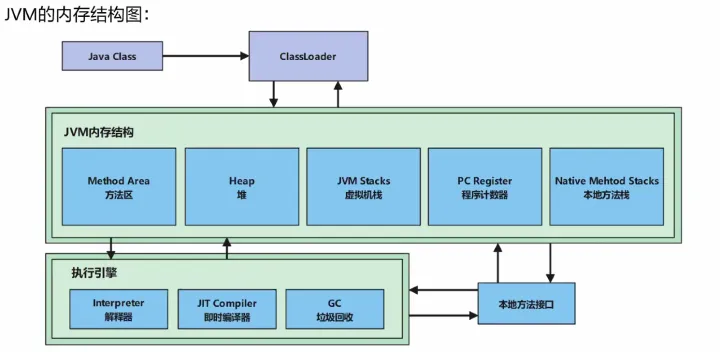 JVM的内存结构图：
Java Class
ClassLoader
JVM内存结构
Method Area
方法区
Heap
堆
JVM Stacks
虚拟机栈
PC Register
程序计数器
Native Mehtod Stacks
本地方法栈
执行引擎
Interpreter
解释器
JIT Compiler
即时编译器
GC
垃圾回收
本地方法接口